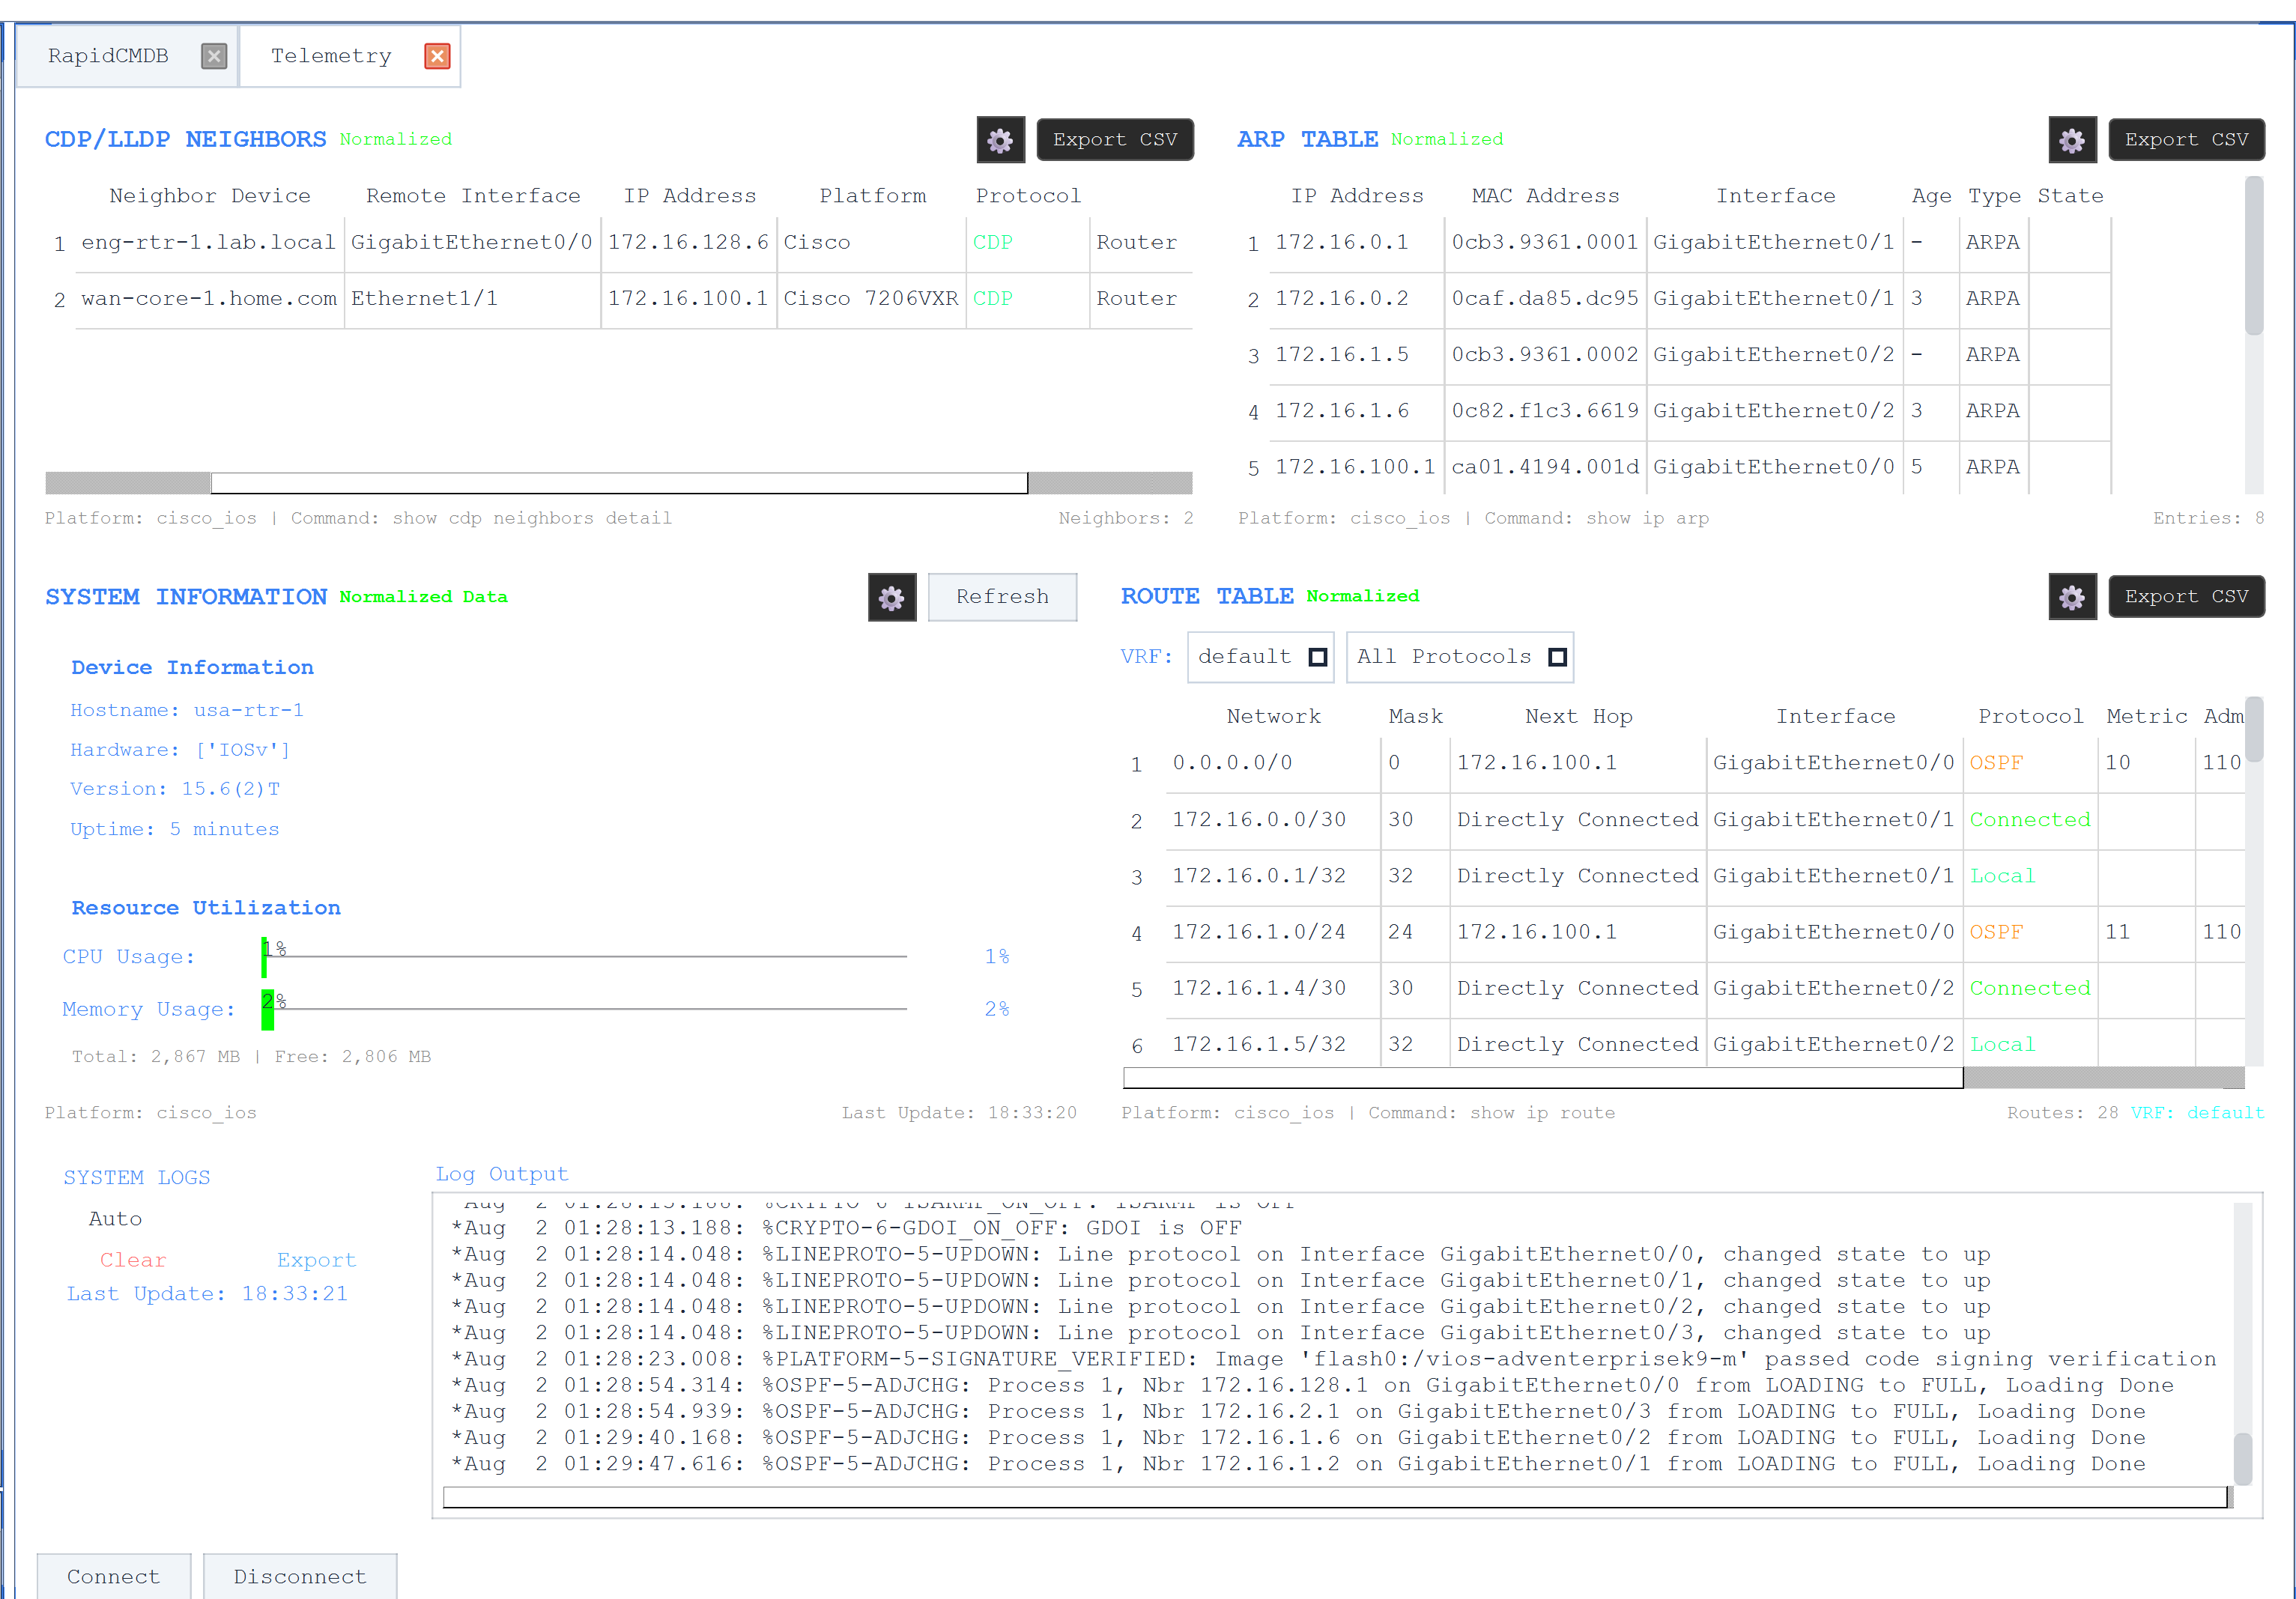 RapidCMDB Telemetry
CDP/LLDP NEIGHBORS Normalized Export CSV
Neighbor Device Remote Interface IP Address Platform Protocol
1 eng-rtr-1.lab.local GigabitEthernet0/0 172.16.128.6 Cisco CDP Router
2 wan-core-1.home.com Ethernet1/1 172.16.100.1 Cisco 7206VXR CDP Router
Platform: cisco_ios | Command: show cdp neighbors detail Neighbors: 2
ARP TABLE Normalized Export CSV
IP Address MAC Address Interface Age Type State
1 172.16.0.1 0cb3.9361.0001 GigabitEthernet0/1 - ARPA
2 172.16.0.2 0caf.da85.dc95 GigabitEthernet0/1 3 ARPA
3 172.16.1.5 0cb3.9361.0002 GigabitEthernet0/2 - ARPA
4 172.16.1.6 0c82.f1c3.6619 GigabitEthernet0/2 3 ARPA
5 172.16.100.1 ca01.4194.001d GigabitEthernet0/0 5 ARPA
Platform: cisco_ios | Command: show ip arp Entries: 8
SYSTEM INFORMATION Normalized Data Refresh
Device Information
Hostname: usa-rtr-1
Hardware: ['IOSv']
Version: 15.6(2)T
Uptime: 5 minutes
Resource Utilization
CPU Usage: 1% 1%
Memory Usage: 2% 2%
Total: 2,867 MB | Free: 2,806 MB
Platform: cisco_ios Last Update: 18:33:20
ROUTE TABLE Normalized Export CSV
VRF: default All Protocols
Network Mask Next Hop Interface Protocol Metric Adm
1 0.0.0.0/0 0 172.16.100.1 GigabitEthernet0/0 OSPF 10 110
2 172.16.0.0/30 30 Directly Connected GigabitEthernet0/1 Connected
3 172.16.0.1/32 32 Directly Connected GigabitEthernet0/1 Local
4 172.16.1.0/24 24 172.16.100.1 GigabitEthernet0/0 OSPF 11 110
5 172.16.1.4/30 30 Directly Connected GigabitEthernet0/2 Connected
6 172.16.1.5/32 32 Directly Connected GigabitEthernet0/2 Local
Platform: cisco_ios | Command: show ip route Routes: 28 VRF: default
SYSTEM LOGS
Auto
Clear Export
Last Update: 18:33:21
Log Output
*Aug 2 01:28:13.188: %CRYPTO-6-GDOI_ON_OFF: GDOI is OFF
*Aug 2 01:28:14.048: %LINEPROTO-5-UPDOWN: Line protocol on Interface GigabitEthernet0/0, changed state to up
*Aug 2 01:28:14.048: %LINEPROTO-5-UPDOWN: Line protocol on Interface GigabitEthernet0/1, changed state to up
*Aug 2 01:28:14.048: %LINEPROTO-5-UPDOWN: Line protocol on Interface GigabitEthernet0/2, changed state to up
*Aug 2 01:28:14.048: %LINEPROTO-5-UPDOWN: Line protocol on Interface GigabitEthernet0/3, changed state to up
*Aug 2 01:28:23.008: %PLATFORM-5-SIGNATURE_VERIFIED: Image 'flash0:/vios-adventerprisek9-m' passed code signing verification
*Aug 2 01:28:54.314: %OSPF-5-ADJCHG: Process 1, Nbr 172.16.128.1 on GigabitEthernet0/0 from LOADING to FULL, Loading Done
*Aug 2 01:28:54.939: %OSPF-5-ADJCHG: Process 1, Nbr 172.16.2.1 on GigabitEthernet0/3 from LOADING to FULL, Loading Done
*Aug 2 01:29:40.168: %OSPF-5-ADJCHG: Process 1, Nbr 172.16.1.6 on GigabitEthernet0/2 from LOADING to FULL, Loading Done
*Aug 2 01:29:47.616: %OSPF-5-ADJCHG: Process 1, Nbr 172.16.1.2 on GigabitEthernet0/1 from LOADING to FULL, Loading Done
Connect Disconnect